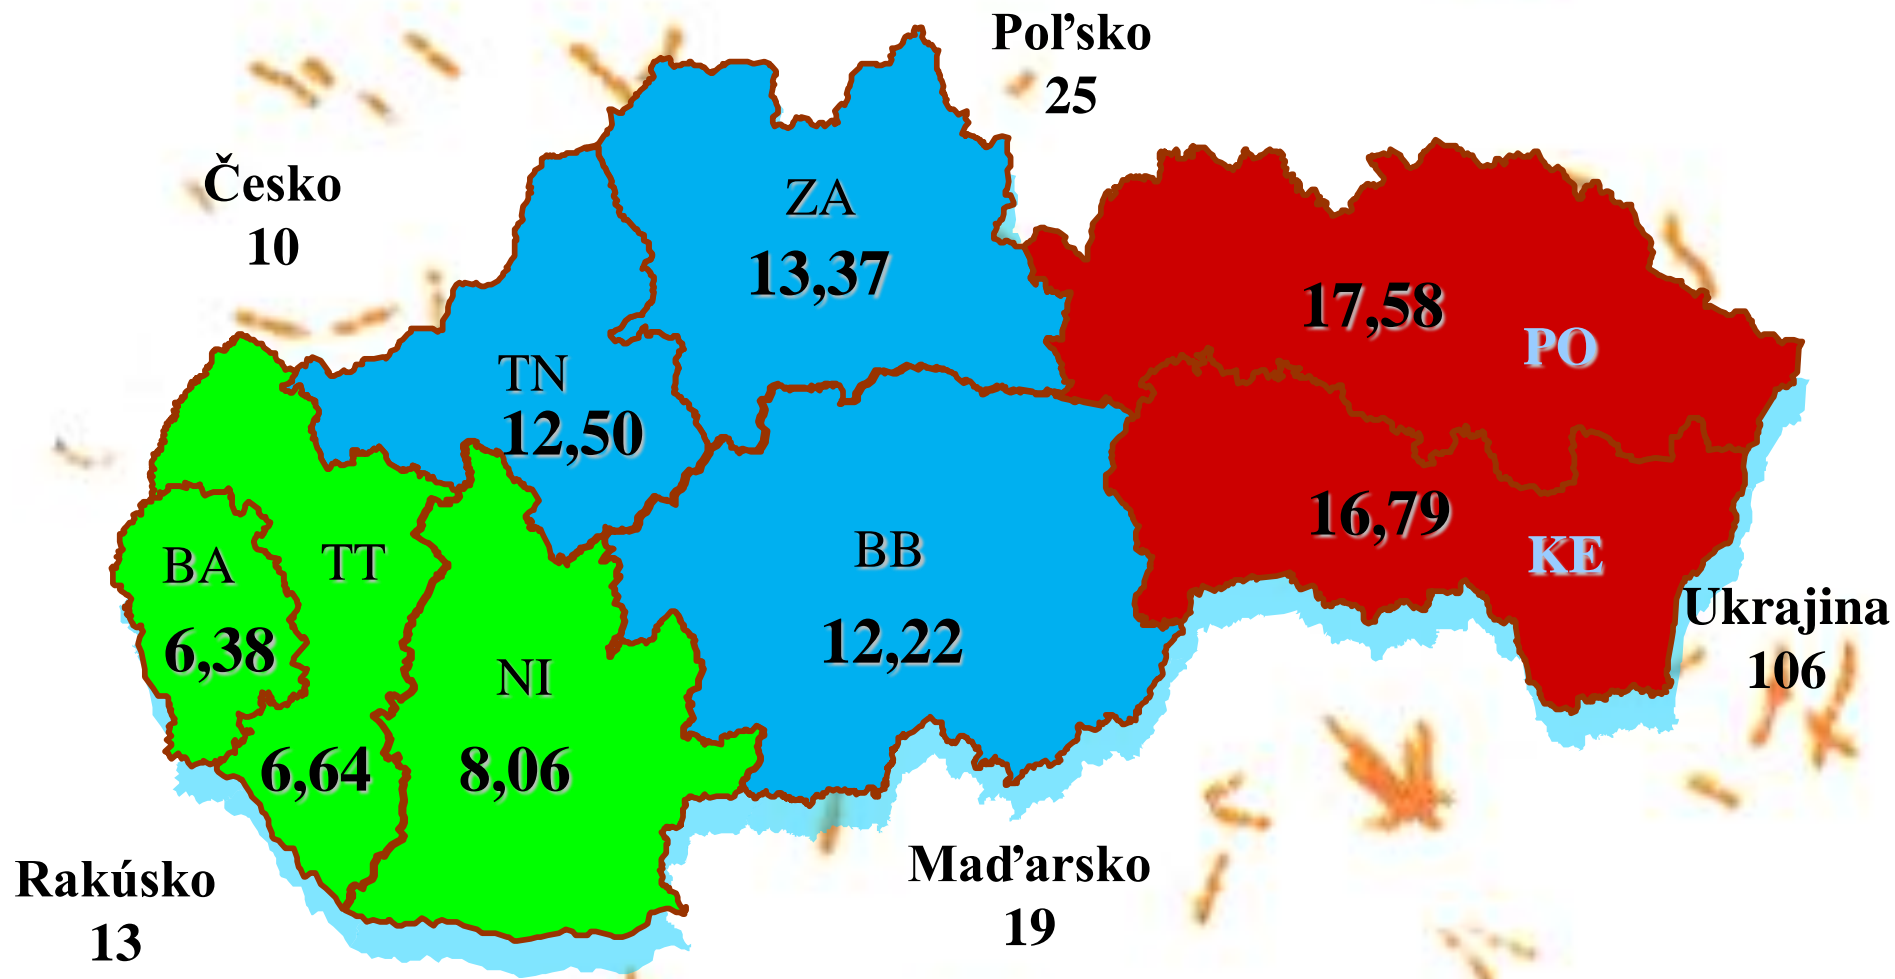 Poľsko
25
Česko
10
ZA
13,37
17,58
PO
TN
12,50
16,79
KE
BB
12,22
BA
6,38
TT
6,64
NI
8,06
Ukrajina
106
Rakúsko
13
Maďarsko
19